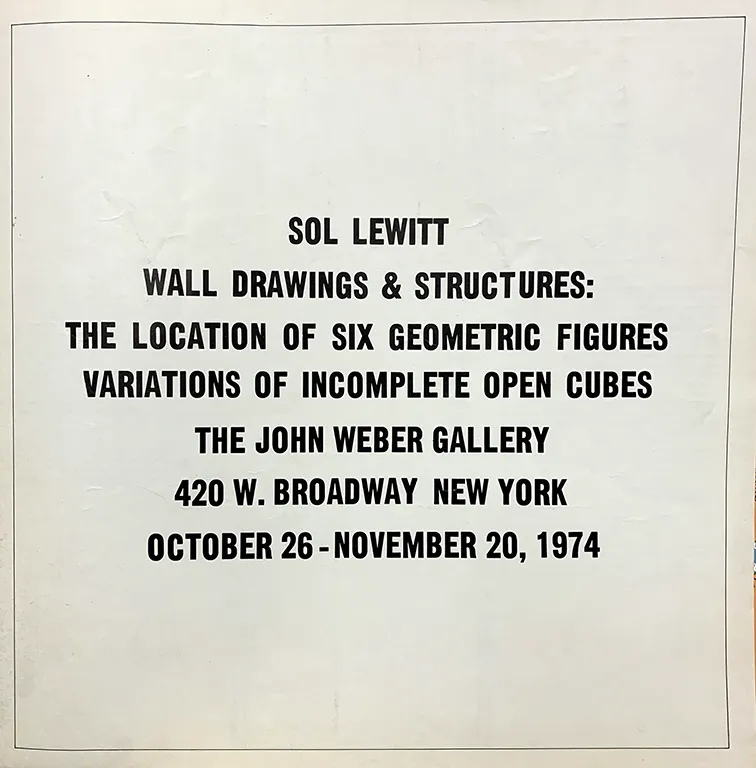 SOL LEWITT
WALL DRAWINGS & STRUCTURES:
THE LOCATION OF SIX GEOMETRIC FIGURES
VARIATIONS OF INCOMPLETE OPEN CUBES
THE JOHN WEBER GALLERY
420 W. BROADWAY NEW YORK
OCTOBER 26 - NOVEMBER 20, 1974